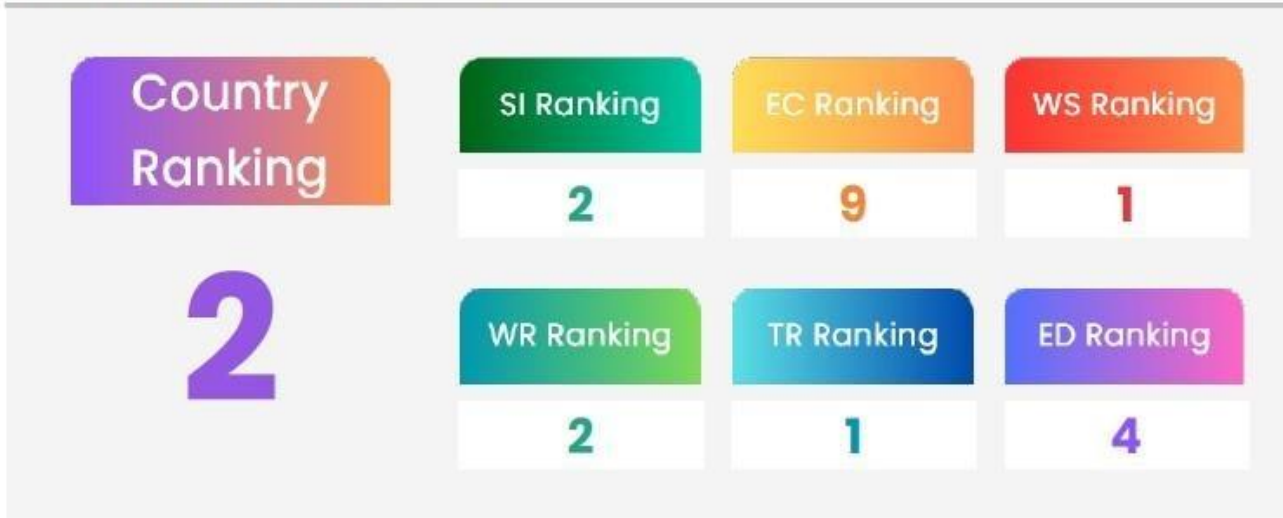 Country
Ranking
2
SI Ranking
2
EC Ranking
9
WS Ranking
1
WR Ranking
2
TR Ranking
1
ED Ranking
4